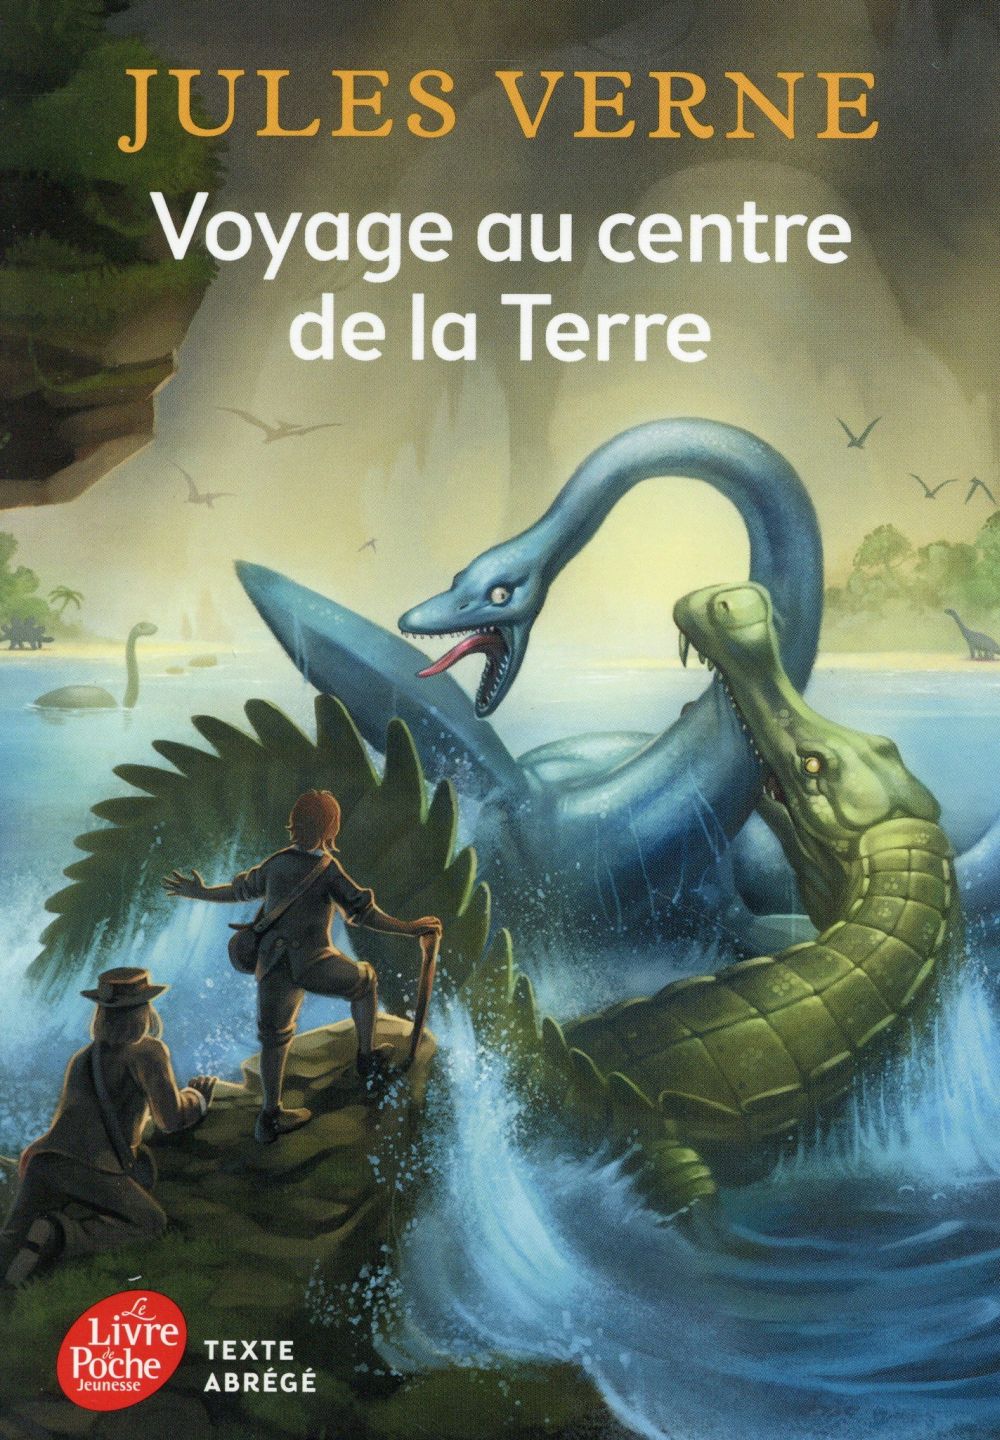 JULES VERNE
Voyage au centre
de la Terre
Le
Livre
de
Poche
Jeunesse
TEXTE
ABRÉGÉ